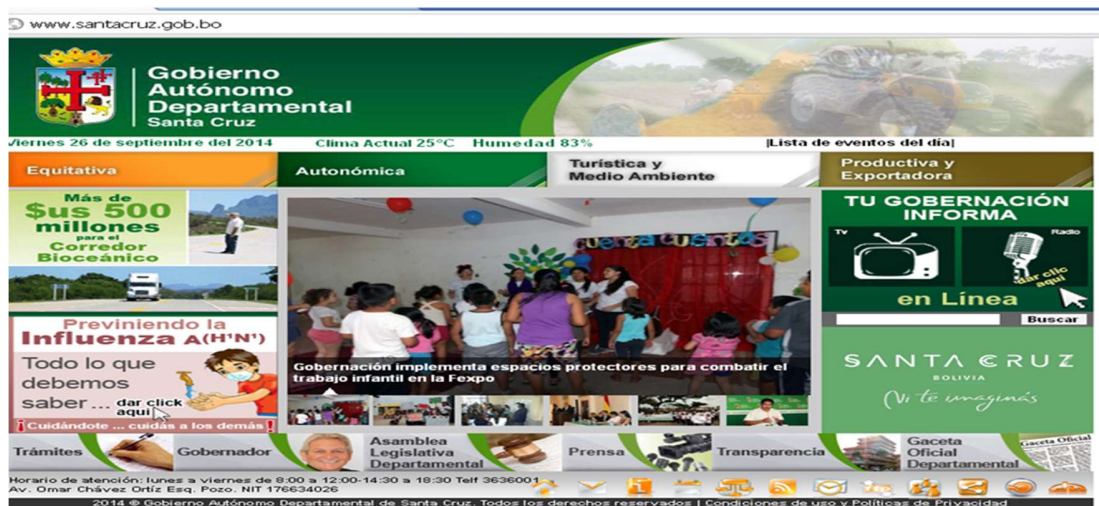 www.santacruz.gob.bo
Gobierno
Autónomo
Departamental
Santa Cruz
Viernes 26 de septiembre del 2014 Clima Actual 25°C Humedad 83% |Lista de eventos del día|
Equitativa
Autonómica
Turística y
Medio Ambiente
Productiva y
Exportadora
Más de
$us 500
millones
para el
Corredor
Bioceánico
Previniendo la
Influenza A(H¹N¹)
Todo lo que
debemos
saber ... dar click
aqui
¡Cuidándote ... cuidás a los demás!
cuenta cuentos
Gobernación implementa espacios protectores para combatir el
trabajo infantil en la Fexpo
TU GOBERNACIÓN
INFORMA
Tv
Radio
dar clic
aqui
en Línea
Buscar
SANTA CRUZ
BOLIVIA
Ni te imaginás
Trámites
Gobernador
Asamblea
Legislativa
Departamental
Prensa
Transparencia
Gaceta
Oficial
Departamental
Gaceta Oficial
Horario de atención: lunes a viernes de 8:00 a 12:00-14:30 a 18:30 Telf 3636001
Av. Omar Chávez Ortíz Esq. Pozo. NIT 176634026
2014 © Gobierno Autónomo Departamental de Santa Cruz. Todos los derechos reservados | Condiciones de uso y Políticas de Privacidad